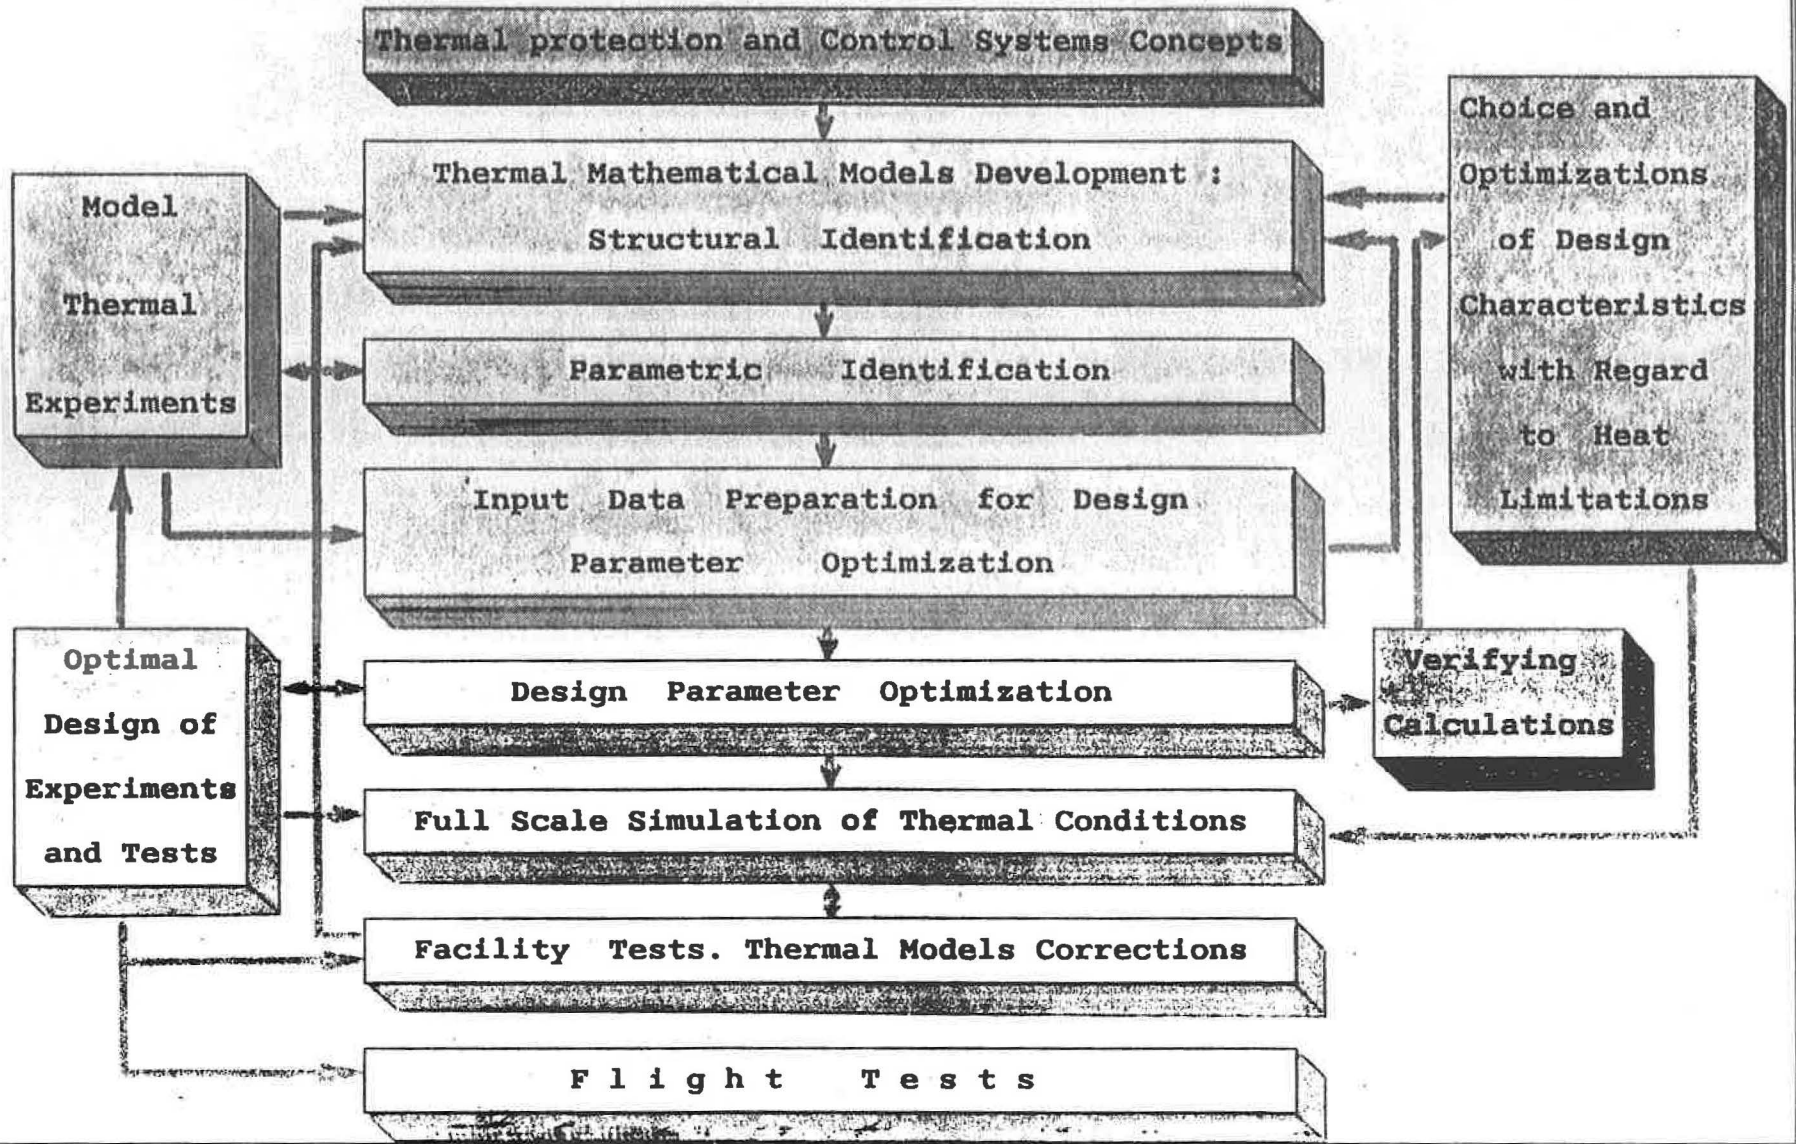 Thermal protection and Control Systems Concepts
Thermal Mathematical Models Development :
Structural Identification
Parametric Identification
Input Data Preparation for Design
Parameter Optimization
Design Parameter Optimization
Full Scale Simulation of Thermal Conditions
Facility Tests. Thermal Models Corrections
Flight Tests
Model
Thermal
Experiments
Optimal
Design of
Experiments
and Tests
Choice and
Optimizations
of Design
Characteristics
with Regard
to Heat
Limitations
Verifying
Calculations